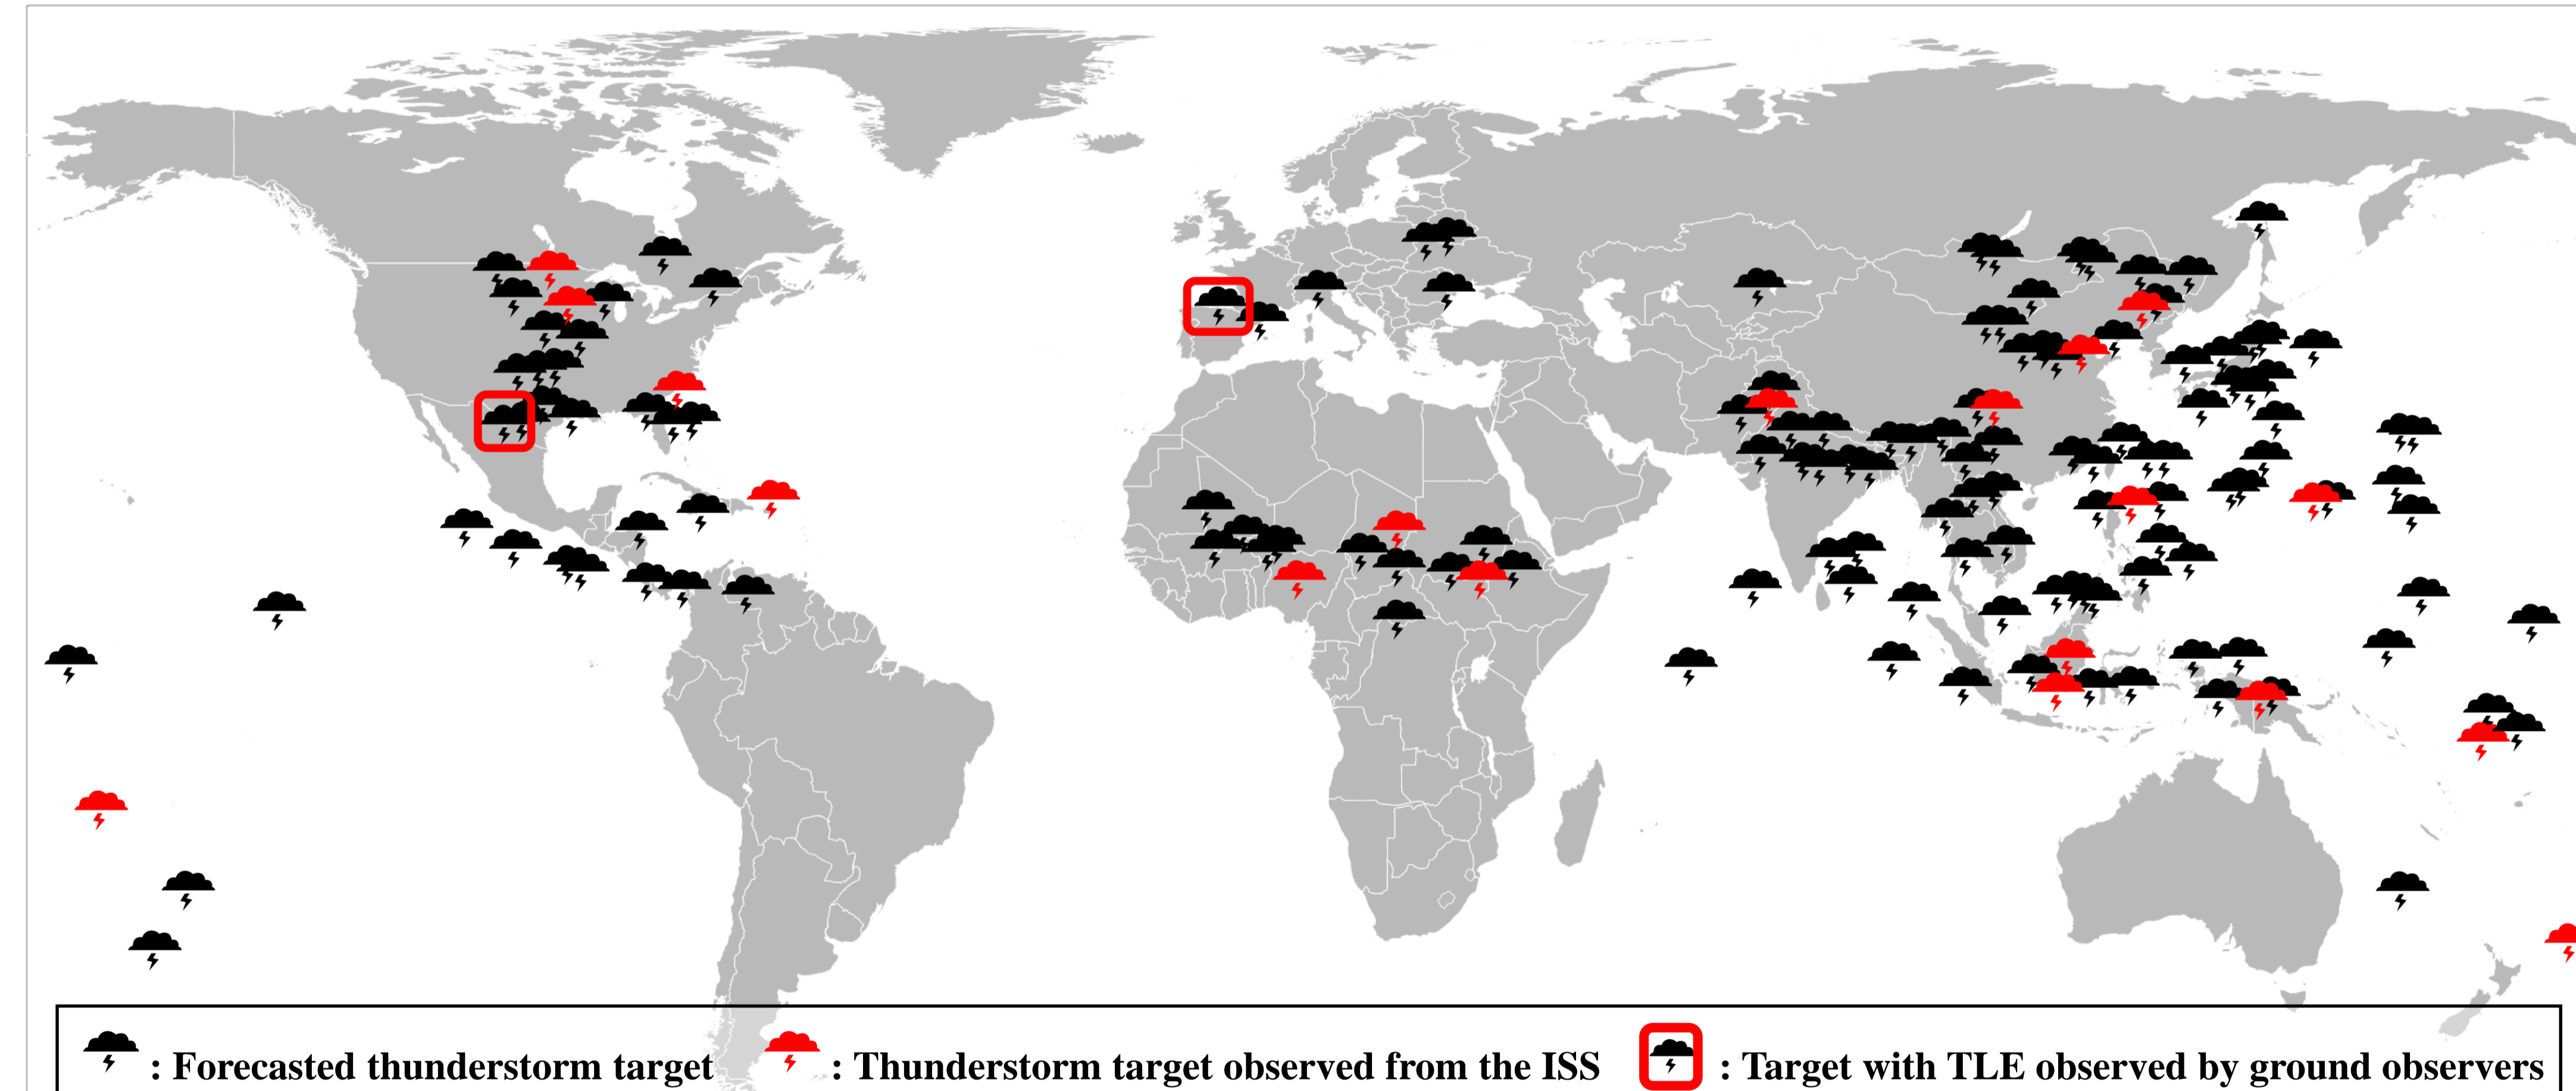 : Forecasted thunderstorm target : Thunderstorm target observed from the ISS : Target with TLE observed by ground observers